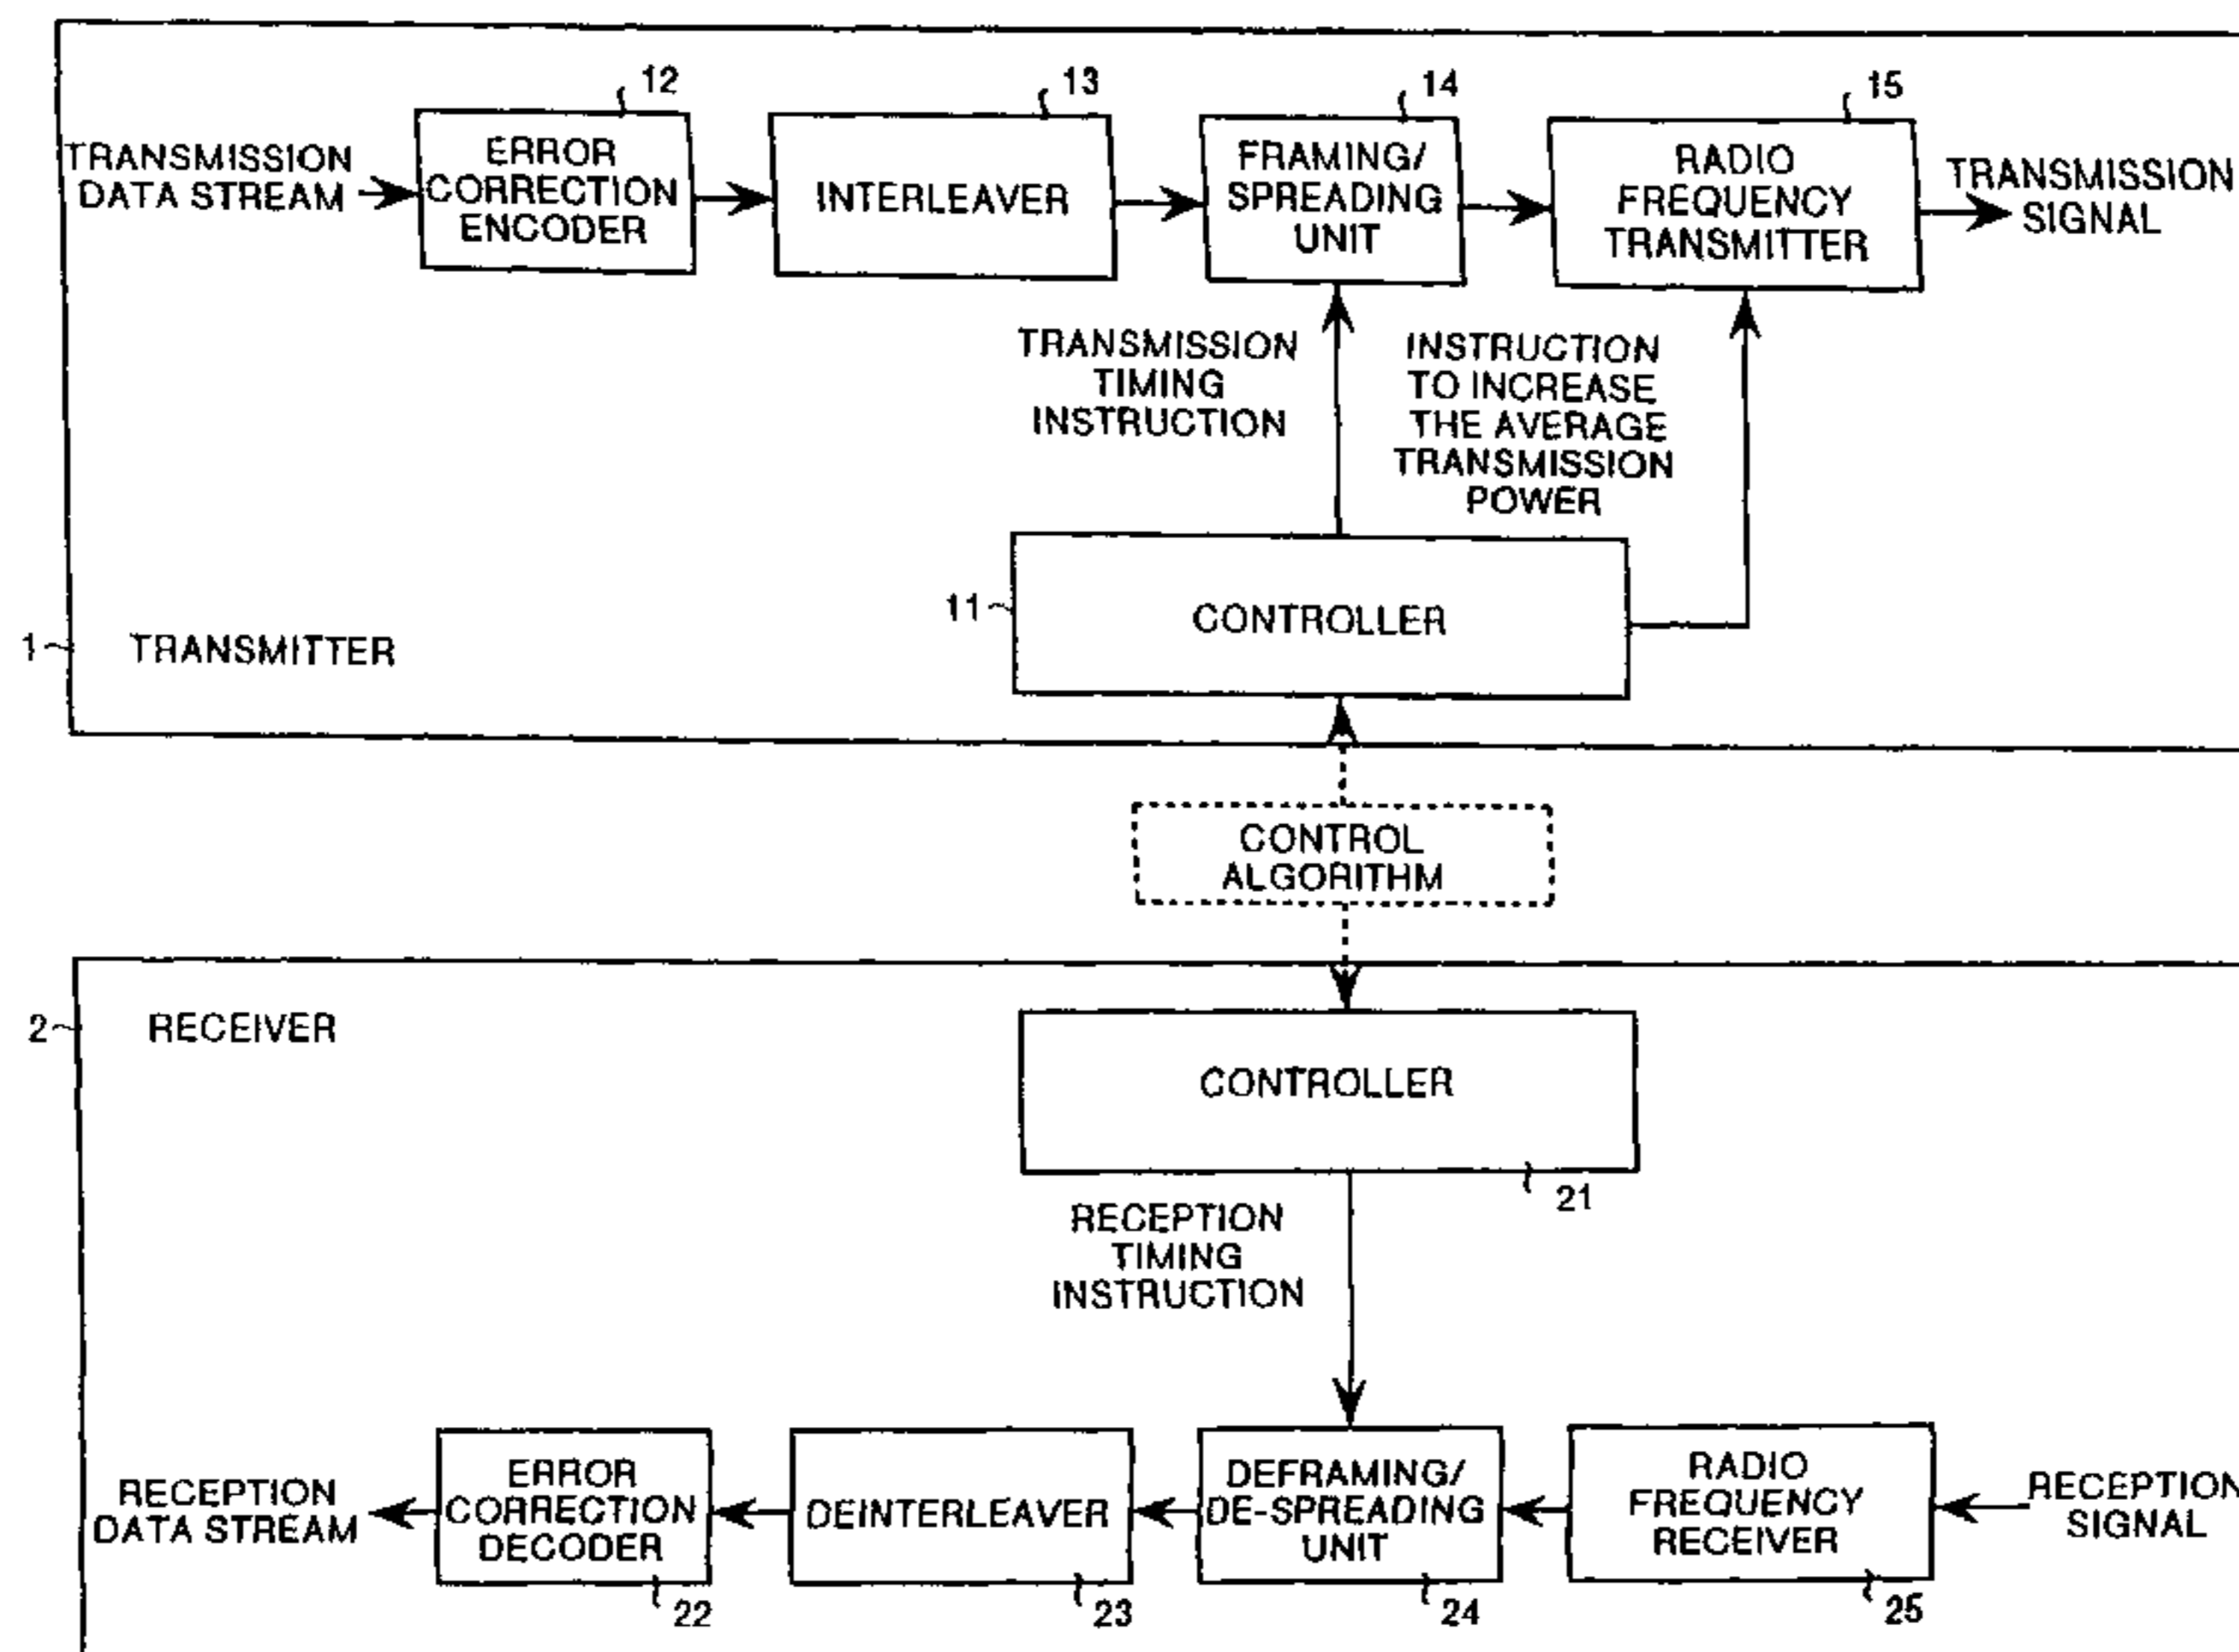 12
13
14
15
TRANSMISSION
DATA STREAM
ERROR
CORRECTION
ENCODER
INTERLEAVER
FRAMING/
SPREADING
UNIT
RADIO
FREQUENCY
TRANSMITTER
TRANSMISSION
SIGNAL
TRANSMISSION
TIMING
INSTRUCTION
INSTRUCTION
TO INCREASE
THE AVERAGE
TRANSMISSION
POWER
11
CONTROLLER
1
TRANSMITTER
CONTROL
ALGORITHM
2
RECEIVER
CONTROLLER
21
RECEPTION
TIMING
INSTRUCTION
RECEPTION
DATA STREAM
ERROR
CORRECTION
DECODER
DEINTERLEAVER
DEFRAMING/
DE-SPREADING
UNIT
RADIO
FREQUENCY
RECEIVER
RECEPTION
SIGNAL
22
23
24
25